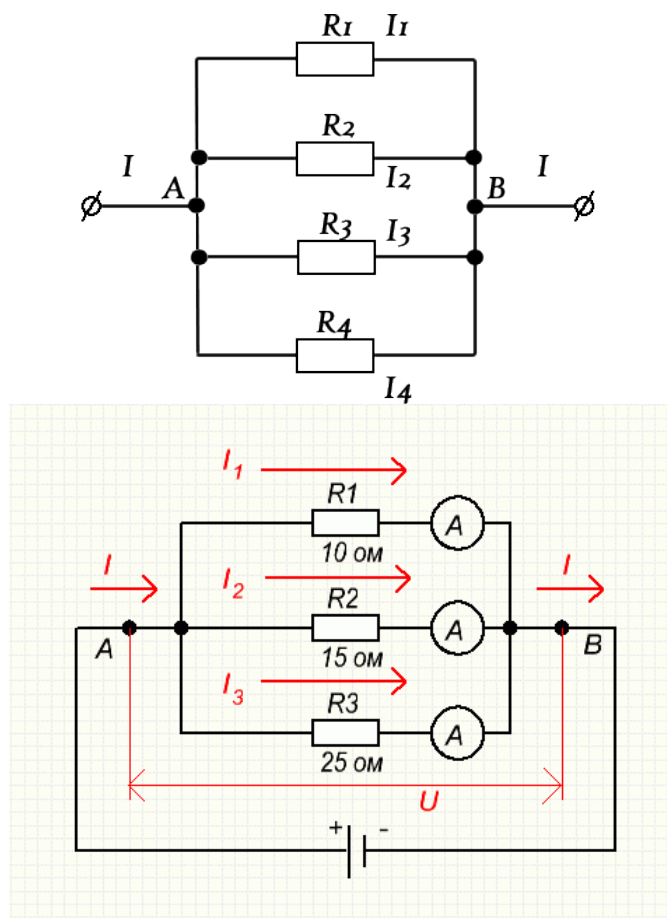 R1 I1
R2
I A I2 B I
R3 I3
R4
I4
I1
R1
A
10 ом
I I2 I
R2
A A B
15 ом
I3
R3
A
25 ом
U
+ -